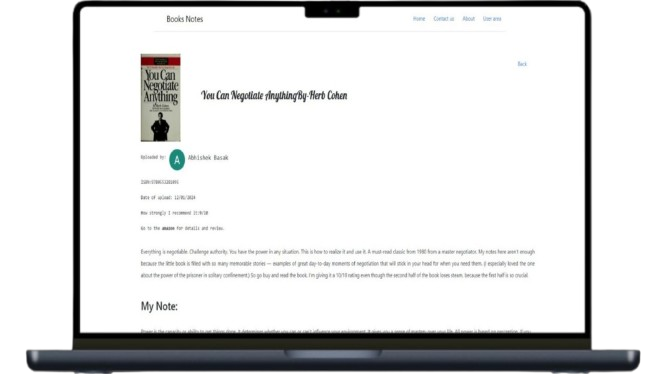 Books Notes
Home Contact us About User area
Back
You Can
Negotiate
Anything
You Can Negotiate AnythingBy-Herb Cohen
Uploaded by: A Abhishek Basak
Date of upload: 12/01/2024
How strongly I recommend it:9/10
Go to the amazon for details and review.
Everything is negotiable. Challenge authority. You have the power in any situation. This is how to realize it and use it. A must-read classic from 1980 from a master negotiator. My notes here aren't enough
because the little book is filled with so many memorable stories — examples of great day-to-day moments of negotiation that will stick in your head for when you need them. (I especially loved the one
about the power of the prisoner in solitary confinement.) So go buy and read the book. I'm giving it a 10/10 rating even though the second half of the book loses steam, because the first half is so crucial
My Note: